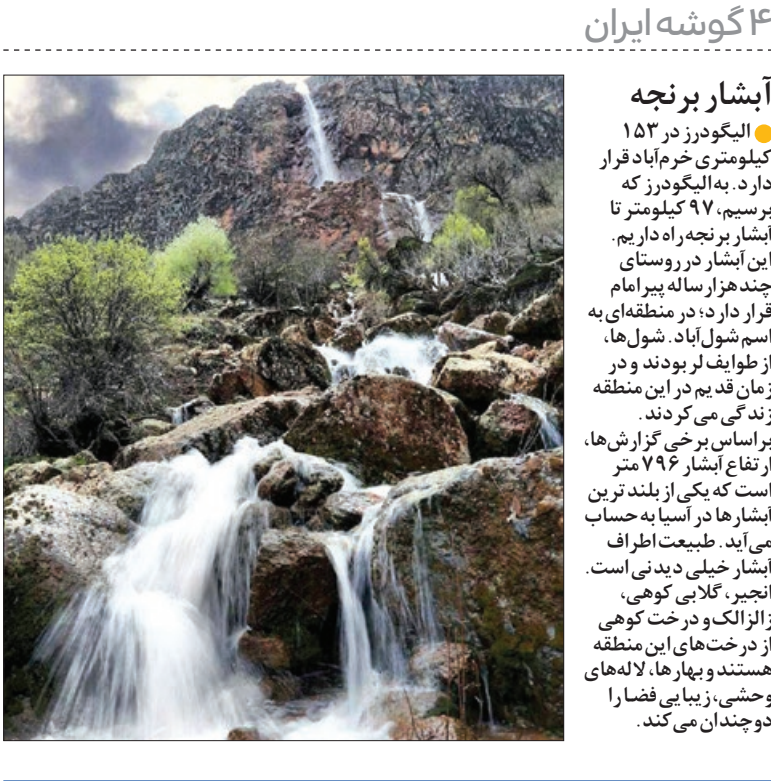 ۴ گوشه ایران
آبشار برنجه
الیگودرز در ۱۵۳
کیلومتری خرم‌آباد قرار
دارد. به الیگودرز که
برسیم، ۹۷ کیلومتر تا
آبشار برنجه راه داریم.
این آبشار در روستای
چندهزار ساله پیر امام
قرار دارد؛ در منطقه‌ای به
اسم شول‌آباد. شول‌ها،
از طوایف لر بودند و در
زمان قدیم در این منطقه
زندگی می‌کردند.
براساس برخی گزارش‌ها،
ارتفاع آبشار ۷۹۶ متر
است که یکی از بلندترین
آبشارها در آسیا به حساب
می‌آید. طبیعت اطراف
آبشار خیلی دیدنی است.
انجیر، گلابی کوهی،
زالزالک و درخت کوهی
از درخت‌های این منطقه
هستند و بهارها، لاله‌های
وحشی، زیبایی فضا را
دوچندان می‌کند.